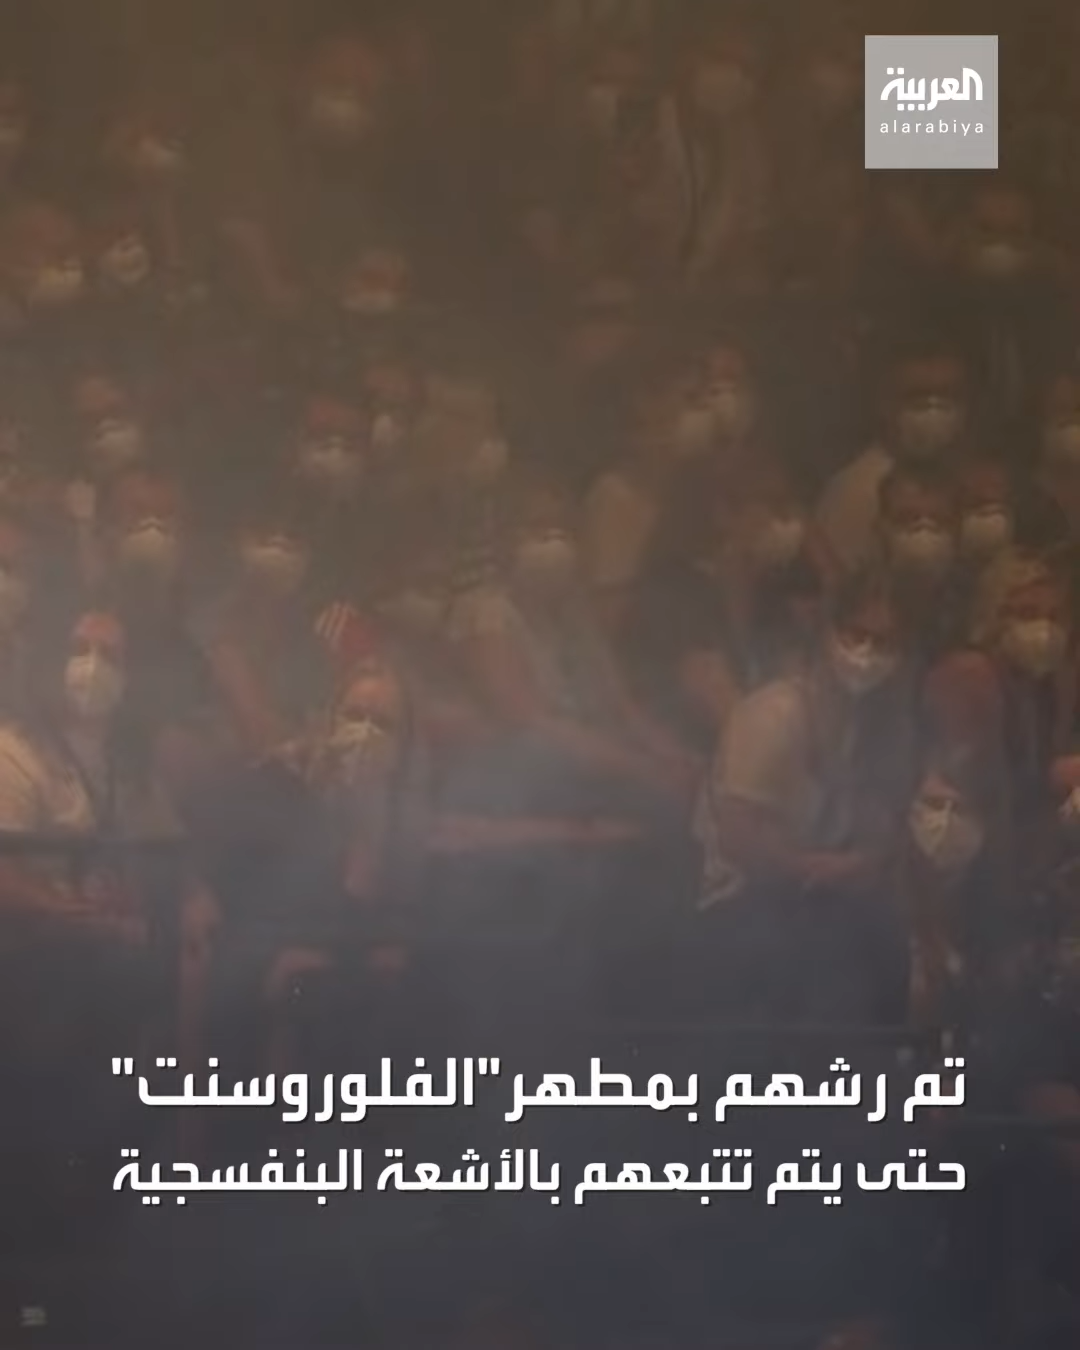 العربية
alarabiya
تم رشهم بمطهر "الفلوروسنت"
حتى يتم تتبعهم بالأشعة البنفسجية